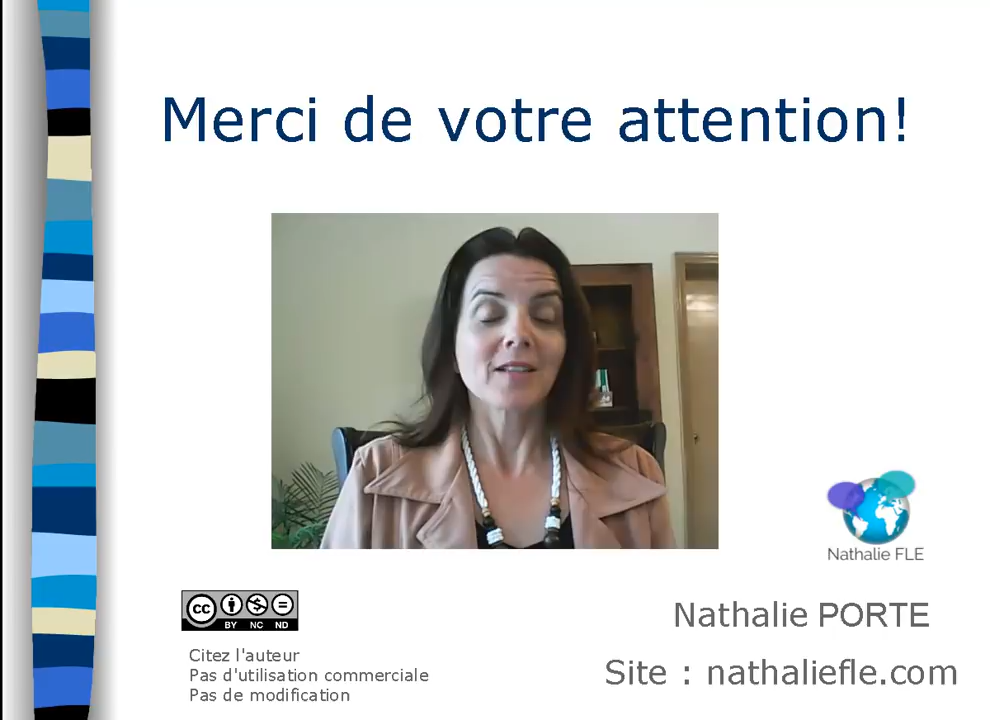 Merci de votre attention!
Nathalie FLE
cc
BY NC ND
Nathalie PORTE
Citez l'auteur
Pas d'utilisation commerciale
Pas de modification
Site : nathaliefle.com